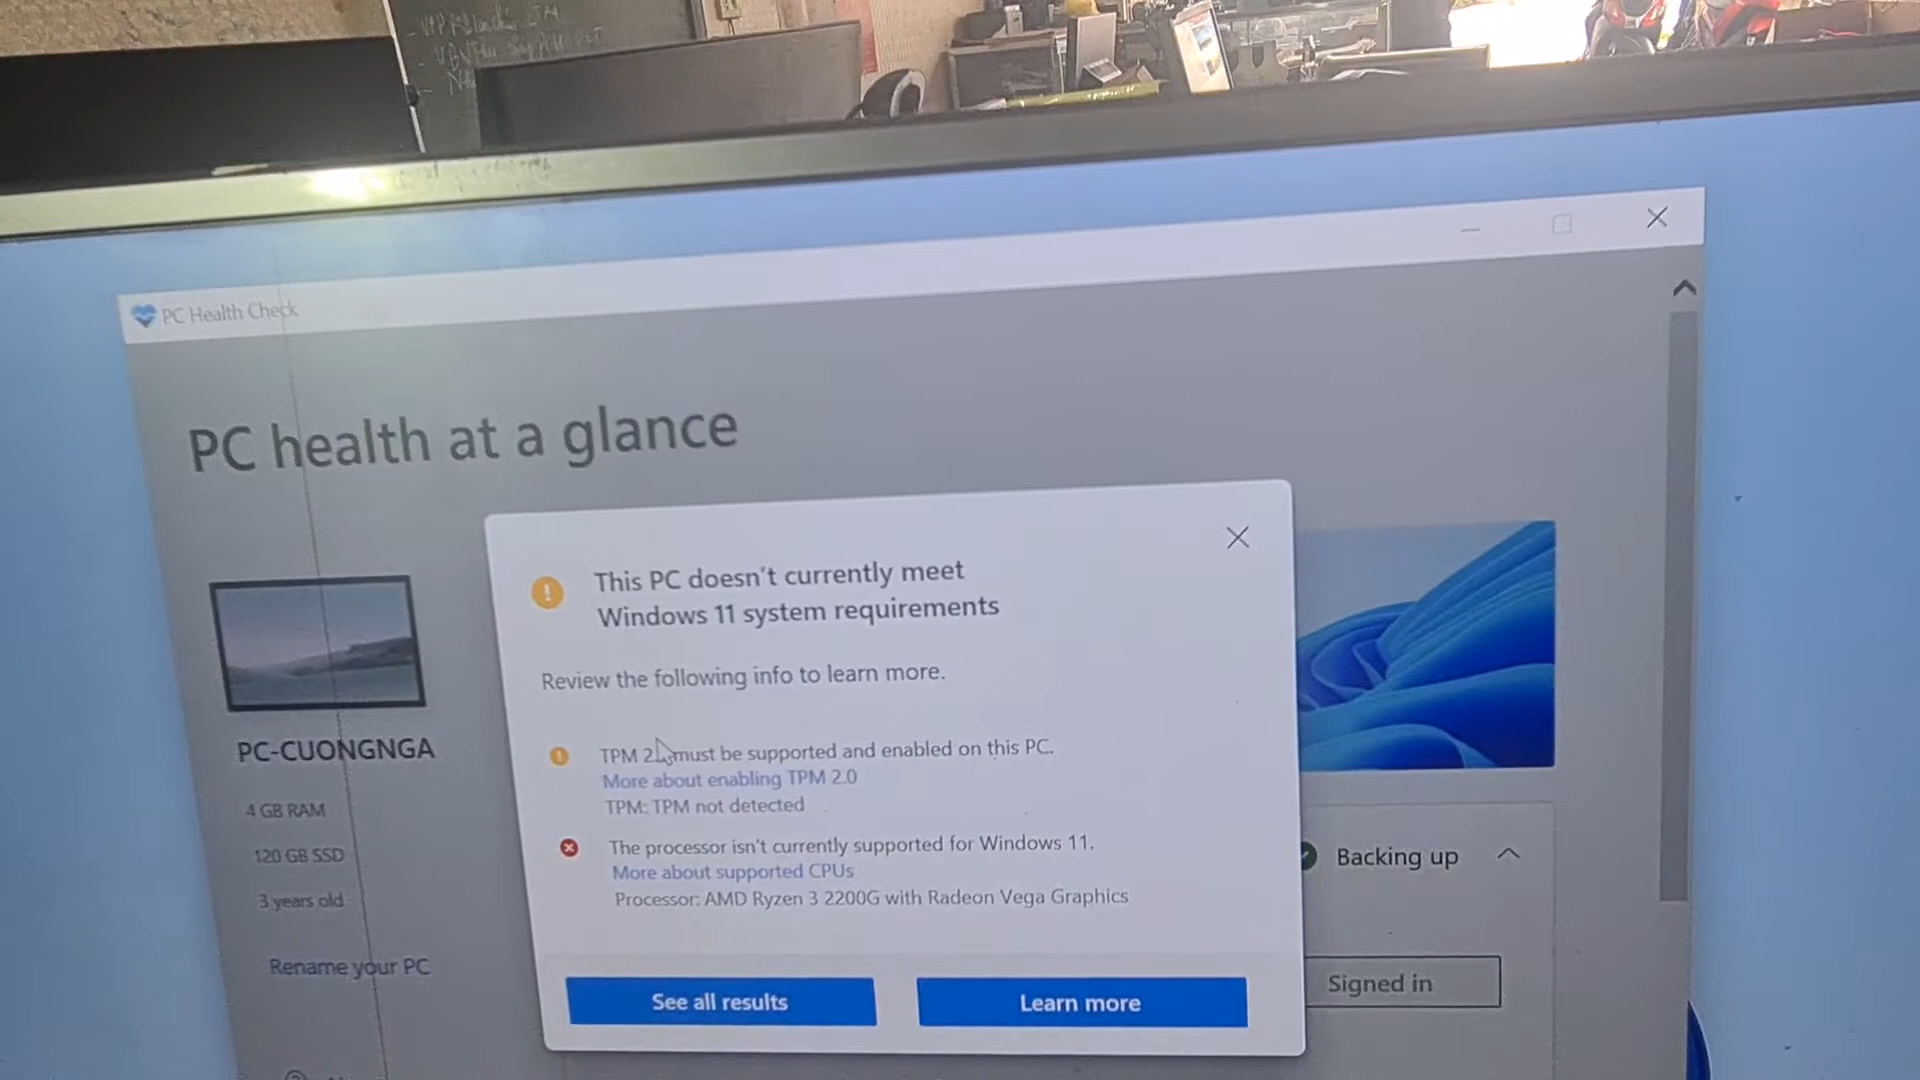 PC Health Check
PC health at a glance
This PC doesn't currently meet
Windows 11 system requirements
Review the following info to learn more.
TPM 2. must be supported and enabled on this PC.
More about enabling TPM 2.0
TPM: TPM not detected
The processor isn't currently supported for Windows 11.
More about supported CPUs
Processor: AMD Ryzen 3 2200G with Radeon Vega Graphics
See all results
Learn more
PC-CUONGNGA
4 GB RAM
120 GB SSD
3 years old
Rename your PC
Backing up
Signed in